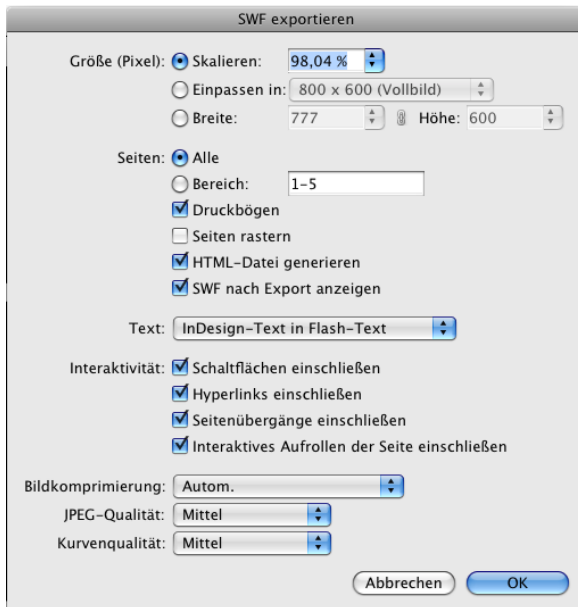 SWF exportieren
Größe (Pixel): Skalieren: 98,04 %
Einpassen in: 800 x 600 (Vollbild)
Breite: 777 Höhe: 600
Seiten: Alle
Bereich: 1–5
Druckbögen
Seiten rastern
HTML-Datei generieren
SWF nach Export anzeigen
Text: InDesign-Text in Flash-Text
Interaktivität: Schaltflächen einschließen
Hyperlinks einschließen
Seitenübergänge einschließen
Interaktives Aufrollen der Seite einschließen
Bildkomprimierung: Autom.
JPEG-Qualität: Mittel
Kurvenqualität: Mittel
Abbrechen OK